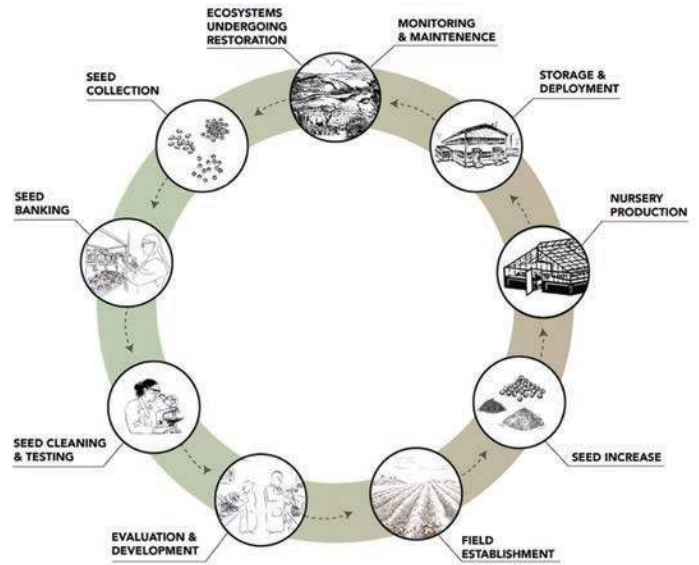 ECOSYSTEMS
UNDERGOING
RESTORATION
MONITORING
& MAINTENENCE
SEED
COLLECTION
STORAGE &
DEPLOYMENT
SEED
BANKING
NURSERY
PRODUCTION
SEED CLEANING
& TESTING
SEED INCREASE
EVALUATION &
DEVELOPMENT
FIELD
ESTABLISHMENT